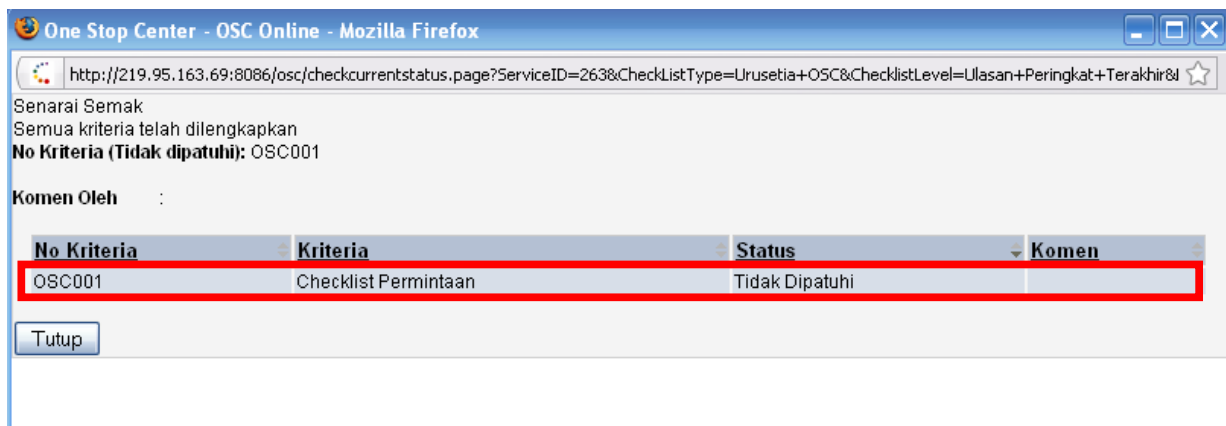 One Stop Center - OSC Online - Mozilla Firefox
http://219.95.163.69:8086/osc/checkcurrentstatus.page?ServiceID=263&CheckListType=Urusetia+OSC&ChecklistLevel=Ulasan+Peringkat+Terakhir&
Senarai Semak
Semua kriteria telah dilengkapkan
No Kriteria (Tidak dipatuhi): OSC001
Komen Oleh :
No Kriteria Kriteria Status Komen
OSC001 Checklist Permintaan Tidak Dipatuhi
Tutup